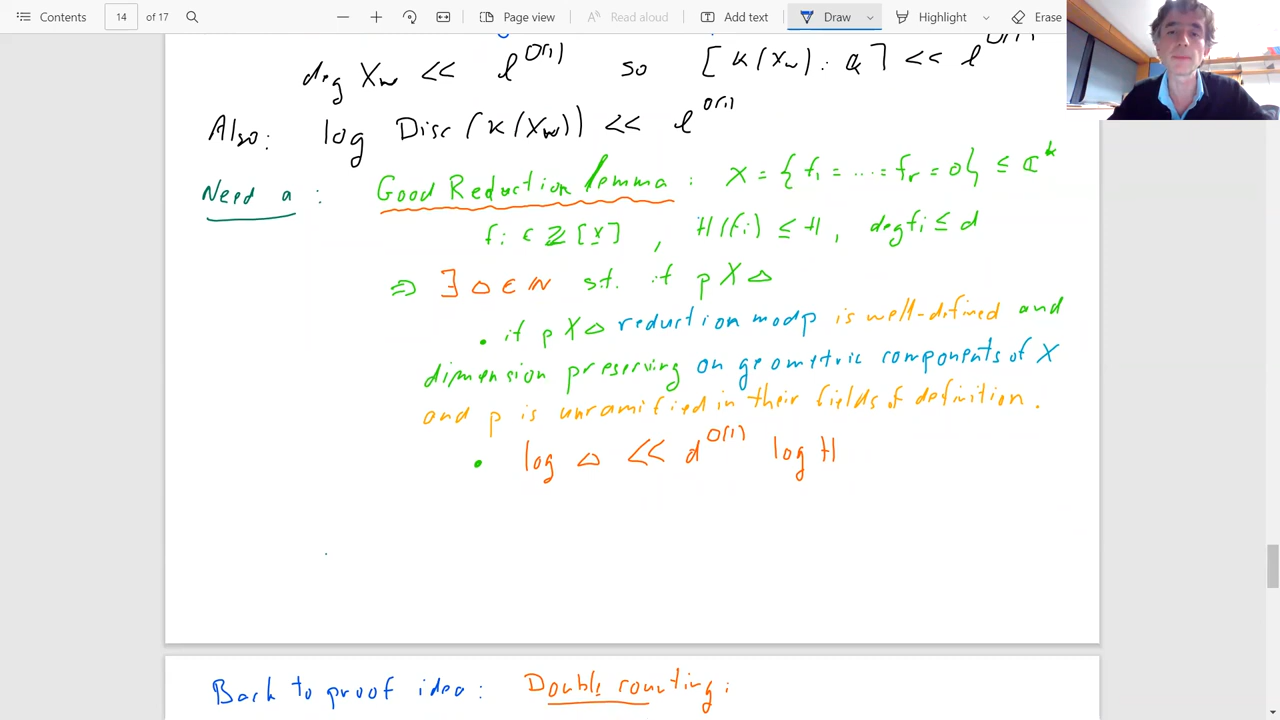 Contents
14 of 17
Page view
Read aloud
Add text
Draw
Highlight
Erase
deg X_w << l^O(1) so [K(X_w) : Q] << l^O(1)
Also: log Disc (K(X_w)) << l^O(1)
Need a : Good Reduction Lemma : X = { f_1 = ... = f_r = 0 } ≤ C^k
f_i ∈ Z[x] , H(f_i) ≤ H, deg f_i ≤ d
⇒ ∃ Δ ∈ N s.t. if p ∤ Δ
• if p ∤ Δ reduction mod p is well-defined and
dimension preserving on geometric components of X
and p is unramified in their fields of definition.
• log Δ << d^O(1) log H
Back to proof idea: Double counting: